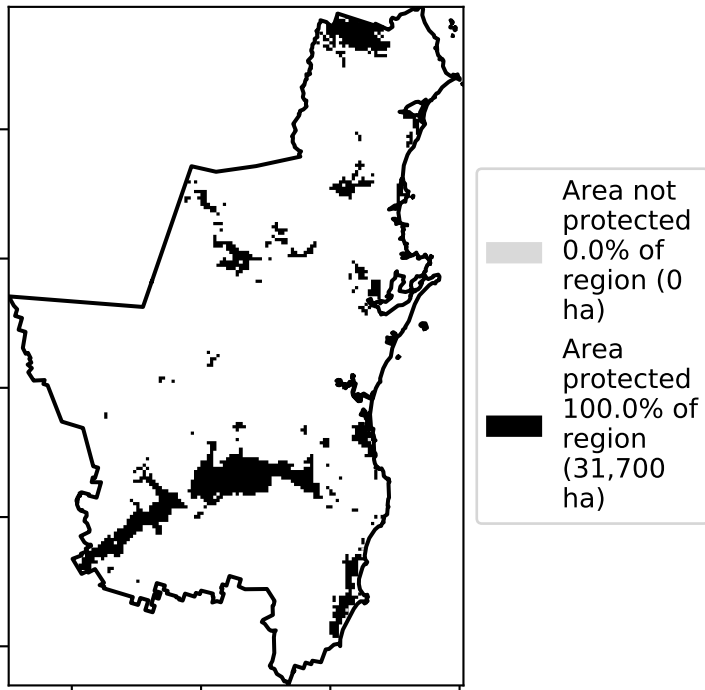 Area not
protected
0.0% of
region (0
ha)
Area
protected
100.0% of
region
(31,700
ha)